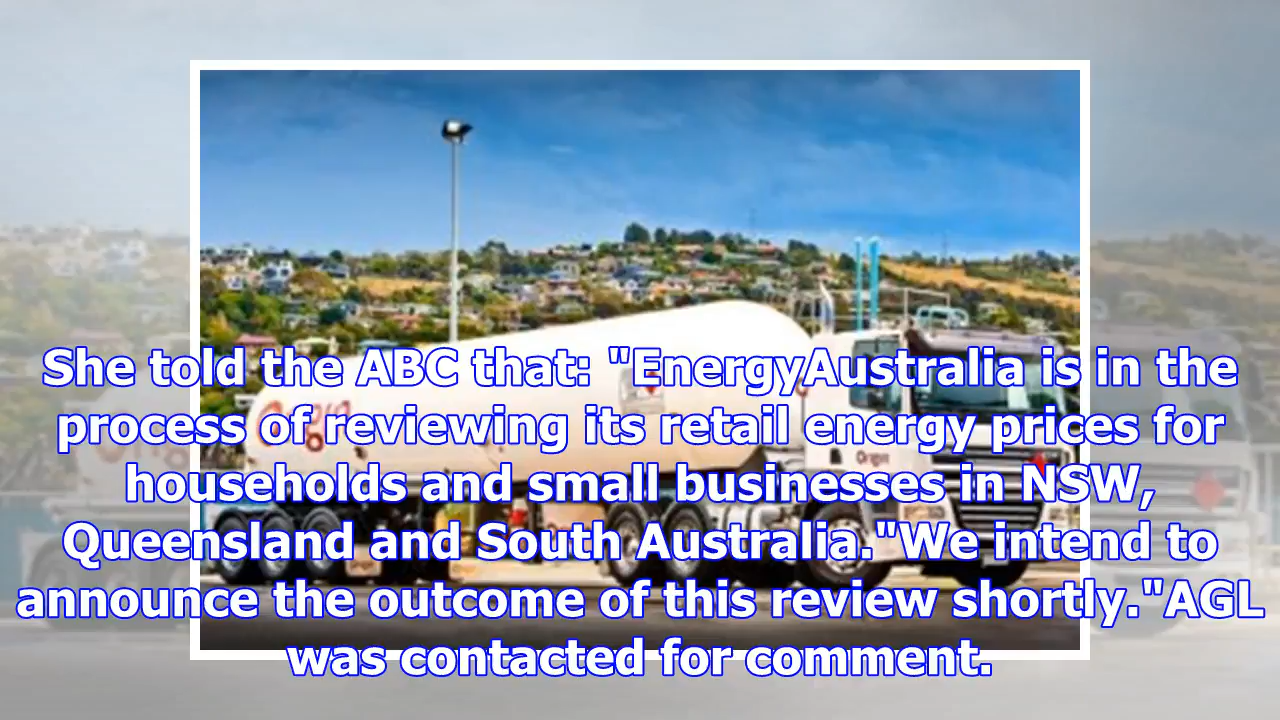 She told the ABC that: "EnergyAustralia is in the
process of reviewing its retail energy prices for
households and small businesses in NSW,
Queensland and South Australia."We intend to
announce the outcome of this review shortly."AGL
was contacted for comment.
Origin
Origin